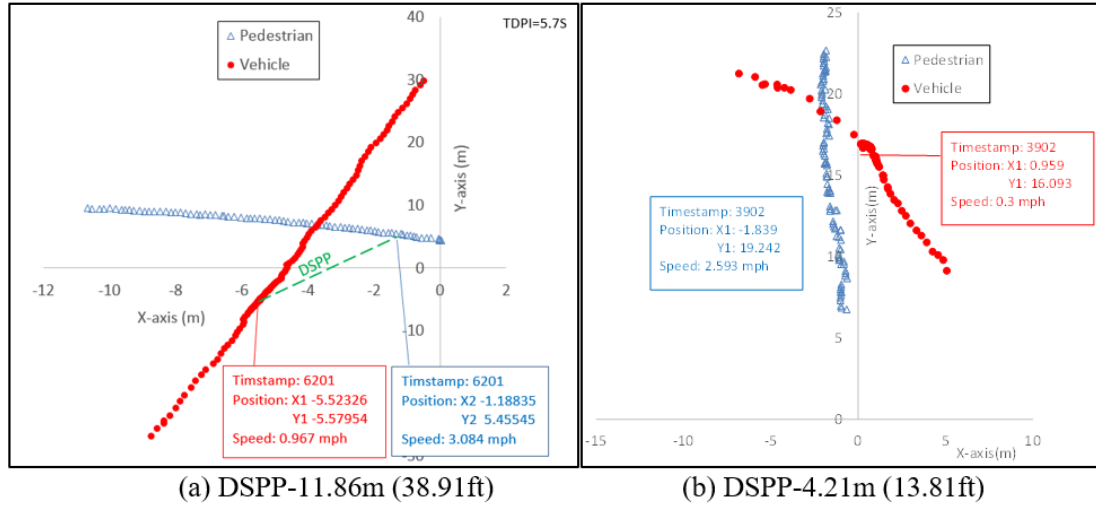 40
TDPI=5.7S
Pedestrian
Vehicle
30
20
Y-axis (m)
10
0
DSPP
-12
-10
-8
-6
-4
-2
0
2
X-axis (m)
-10
Timstamp: 6201
Position: X1 -5.52326
Y1 -5.57954
Speed: 0.967 mph
Timestamp: 6201
Position: X2 -1.18835
Y2 5.45545
Speed: 3.084 mph
(a) DSPP-11.86m (38.91ft)
25
Pedestrian
Vehicle
20
Timestamp: 3902
Position: X1: 0.959
Y1: 16.093
Speed: 0.3 mph
15
Y-axis(m)
Timestamp: 3902
Position: X1: -1.839
Y1: 19.242
Speed: 2.593 mph
10
5
0
-15
-10
-5
0
5
10
X-axis(m)
(b) DSPP-4.21m (13.81ft)